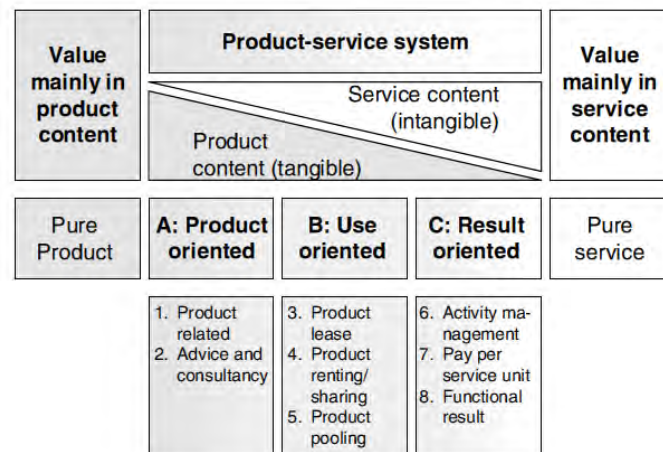 Value
mainly in
product
content
Product-service system
Service content
(intangible)
Product
content (tangible)
Value
mainly in
service
content
Pure
Product
A: Product
oriented
B: Use
oriented
C: Result
oriented
Pure
service
1. Product
related
2. Advice and
consultancy
3. Product
lease
4. Product
renting/
sharing
5. Product
pooling
6. Activity ma-
nagement
7. Pay per
service unit
8. Functional
result